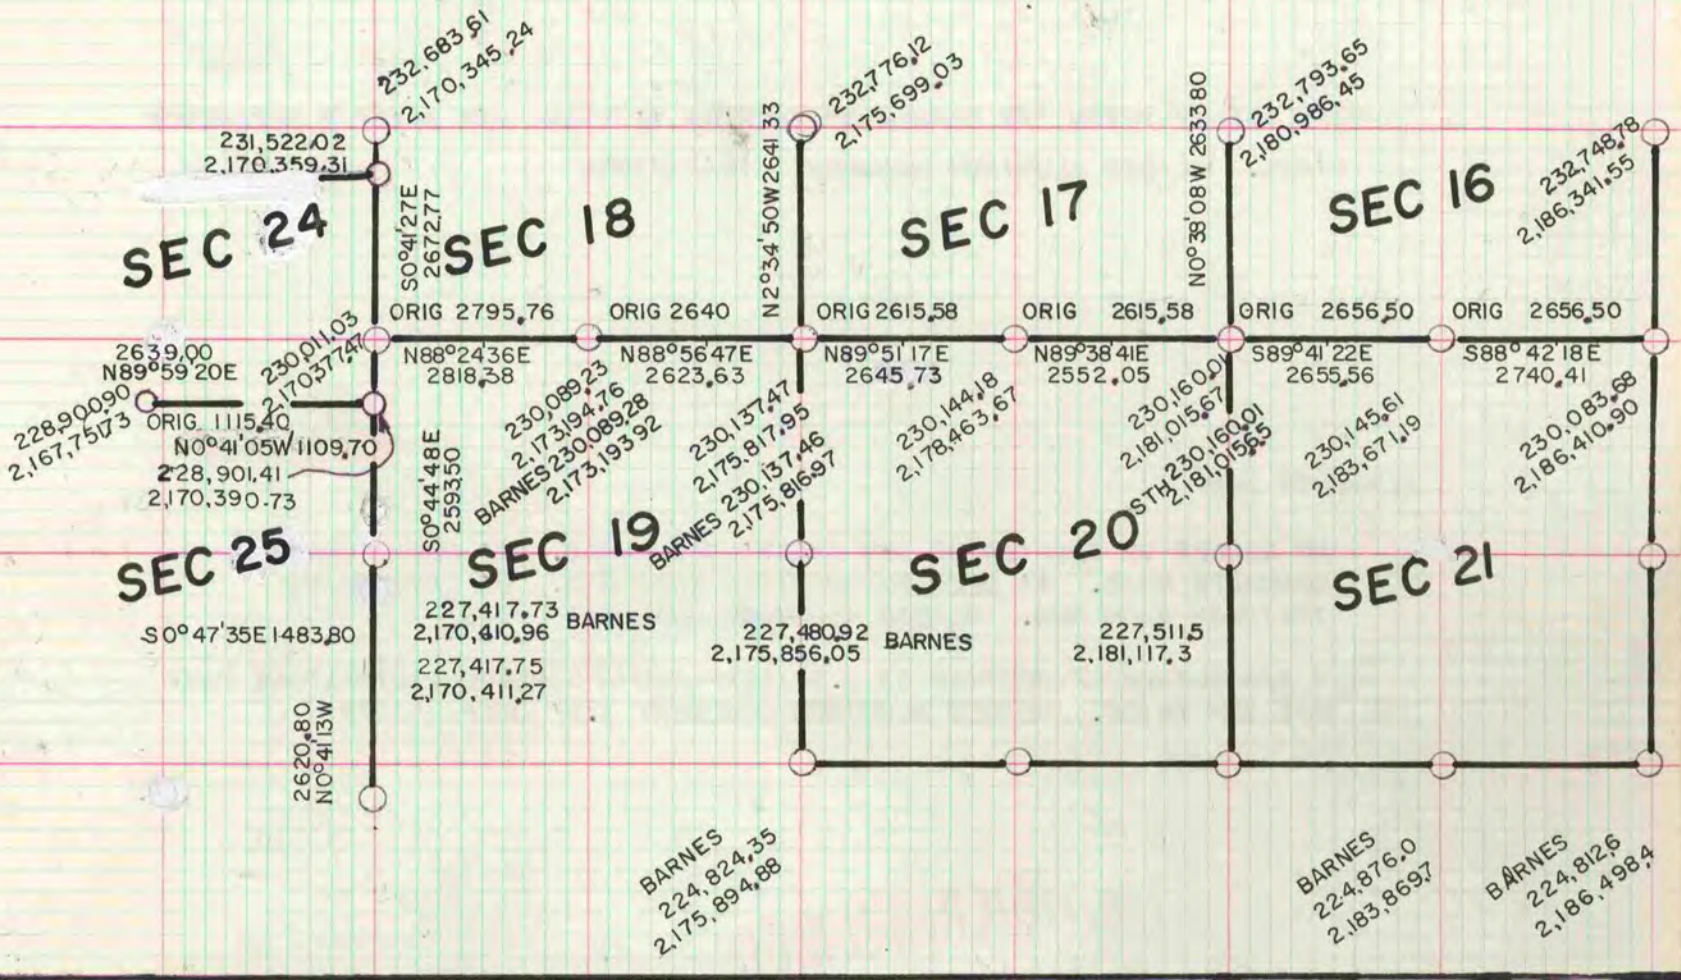 232,683.61
2,170,345.24
231,522.02
2,170,359.31
232,776.12
2,175,699.03
232,793.65
2,180,986.45
232,748.78
2,186,341.55
SEC 24
S0°41'27E
2672.77
SEC 18
N2°34'50W 2641 33
SEC 17
N0°38'08W 263380
SEC 16
ORIG 2795.76
ORIG 2640
ORIG 2615.58
ORIG 2615.58
ORIG 2656.50
ORIG 2656.50
N88°2436E
2818.38
N88°5647E
2623.63
N89°51'17E
2645.73
N89°38'41E
2552.05
S89°41'22E
2655.56
S88°42'18E
2740.41
2639.00
N89°59'20E
230,011.03
2,170,377.47
228,900.90
2,167,751.73
ORIG. 1115.40
N0°41'05W 1109.70
228,901.41
2,170,390.73
S0°44'48E
2593.50
230,089.23
2,173,194.76
BARNES 230,089.28
2,173,193.92
230,137.47
2,175,817.95
BARNES 230,137.46
2,175,816.97
230,144.18
2,178,463.67
230,160.01
2,181,015.67
STH 230,160.01
2,181,015.65
230,145.61
2,183,671.19
230,083.68
2,186,410.90
SEC 25
SEC 19
SEC 20
SEC 21
S0°47'35E 1483.80
227,417.73
2,170,410.96
BARNES
227,417.75
2,170,411.27
227,480.92
2,175,856.05
BARNES
227,511.5
2,181,117.3
2620.80
N0°41'13W
BARNES
224,824.35
2,175,894.88
BARNES
224,876.0
2,183,869.7
BARNES
224,812.6
2,186,498.4